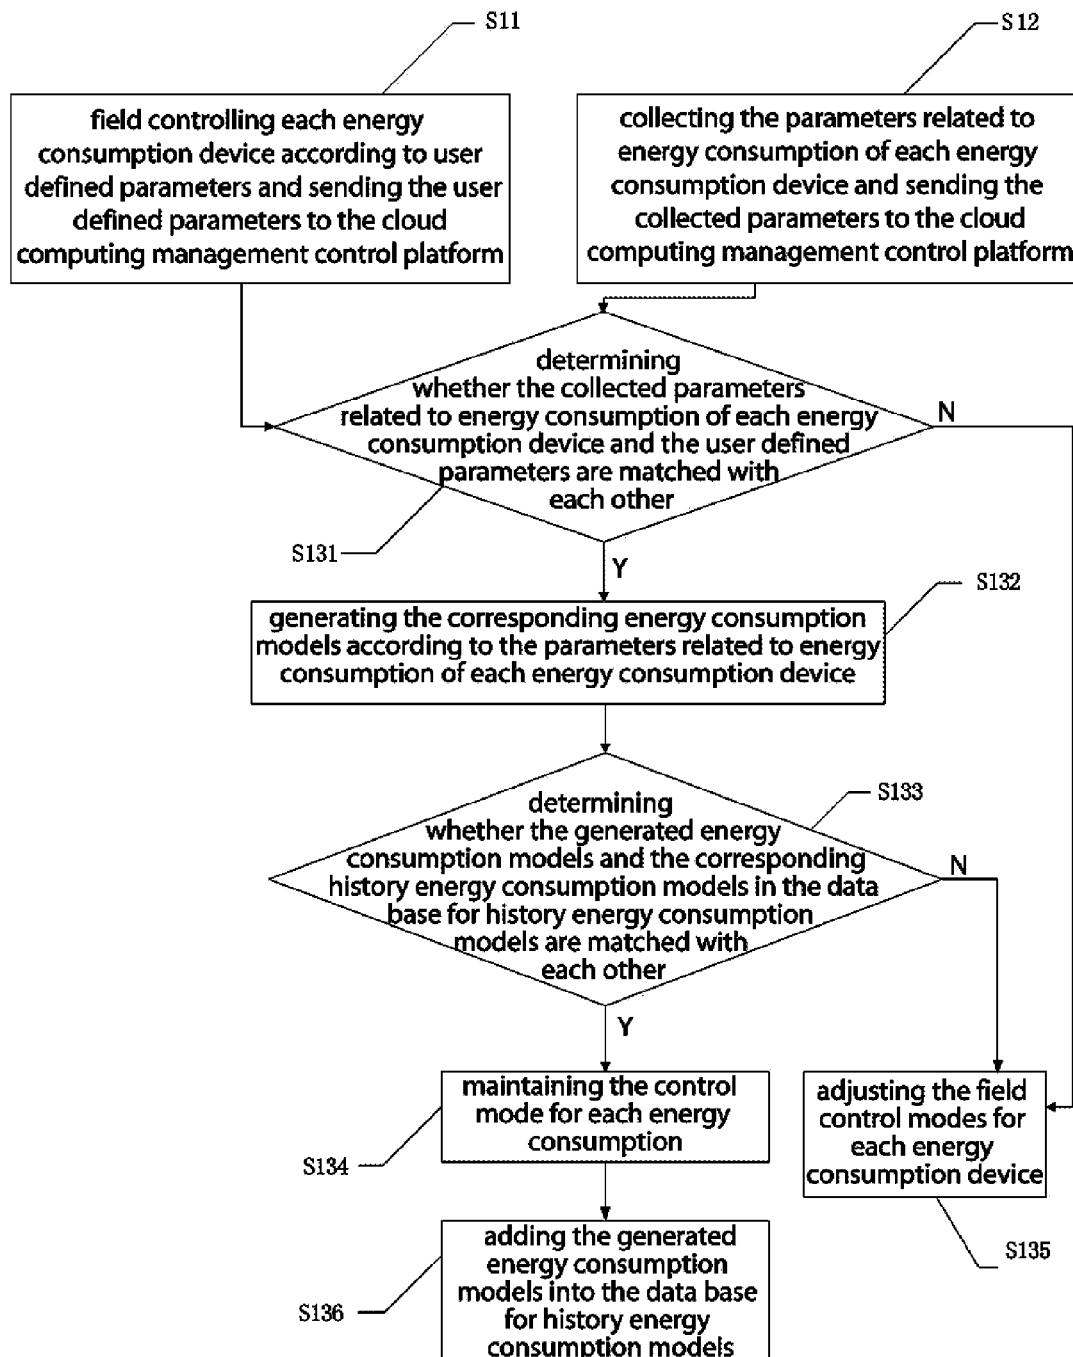 S11
S12
field controlling each energy
consumption device according to user
defined parameters and sending the user
defined parameters to the cloud
computing management control platform
collecting the parameters related to
energy consumption of each energy
consumption device and sending the
collected parameters to the cloud
computing management control platform
determining
whether the collected parameters
related to energy consumption of each energy
consumption device and the user defined
parameters are matched with
each other
N
S131
Y
S132
generating the corresponding energy consumption
models according to the parameters related to energy
consumption of each energy consumption device
S133
determining
whether the generated energy
consumption models and the corresponding
history energy consumption models in the data
base for history energy consumption
models are matched with
each other
N
Y
maintaining the control
mode for each energy
consumption
S134
adjusting the field
control modes for
each energy
consumption device
S135
adding the generated
energy consumption
models into the data base
for history energy
consumption models
S136